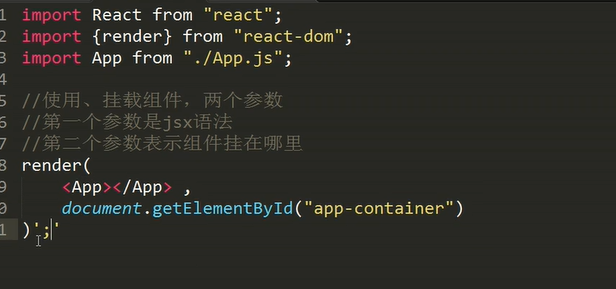 1 import React from "react";
2 import {render} from "react-dom";
3 import App from "./App.js";
4
5 //使用、挂载组件，两个参数
6 //第一个参数是jsx语法
7 //第二个参数表示组件挂在哪里
8 render(
9 <App></App> ,
0 document.getElementById("app-container")
1 )';'